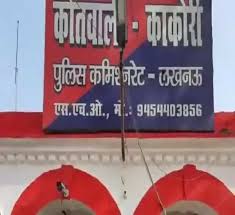 कोतवाली - काकोरी
पुलिस कमिश्नरेट - लखनऊ
एस.एच.ओ., मो.: 9454403856